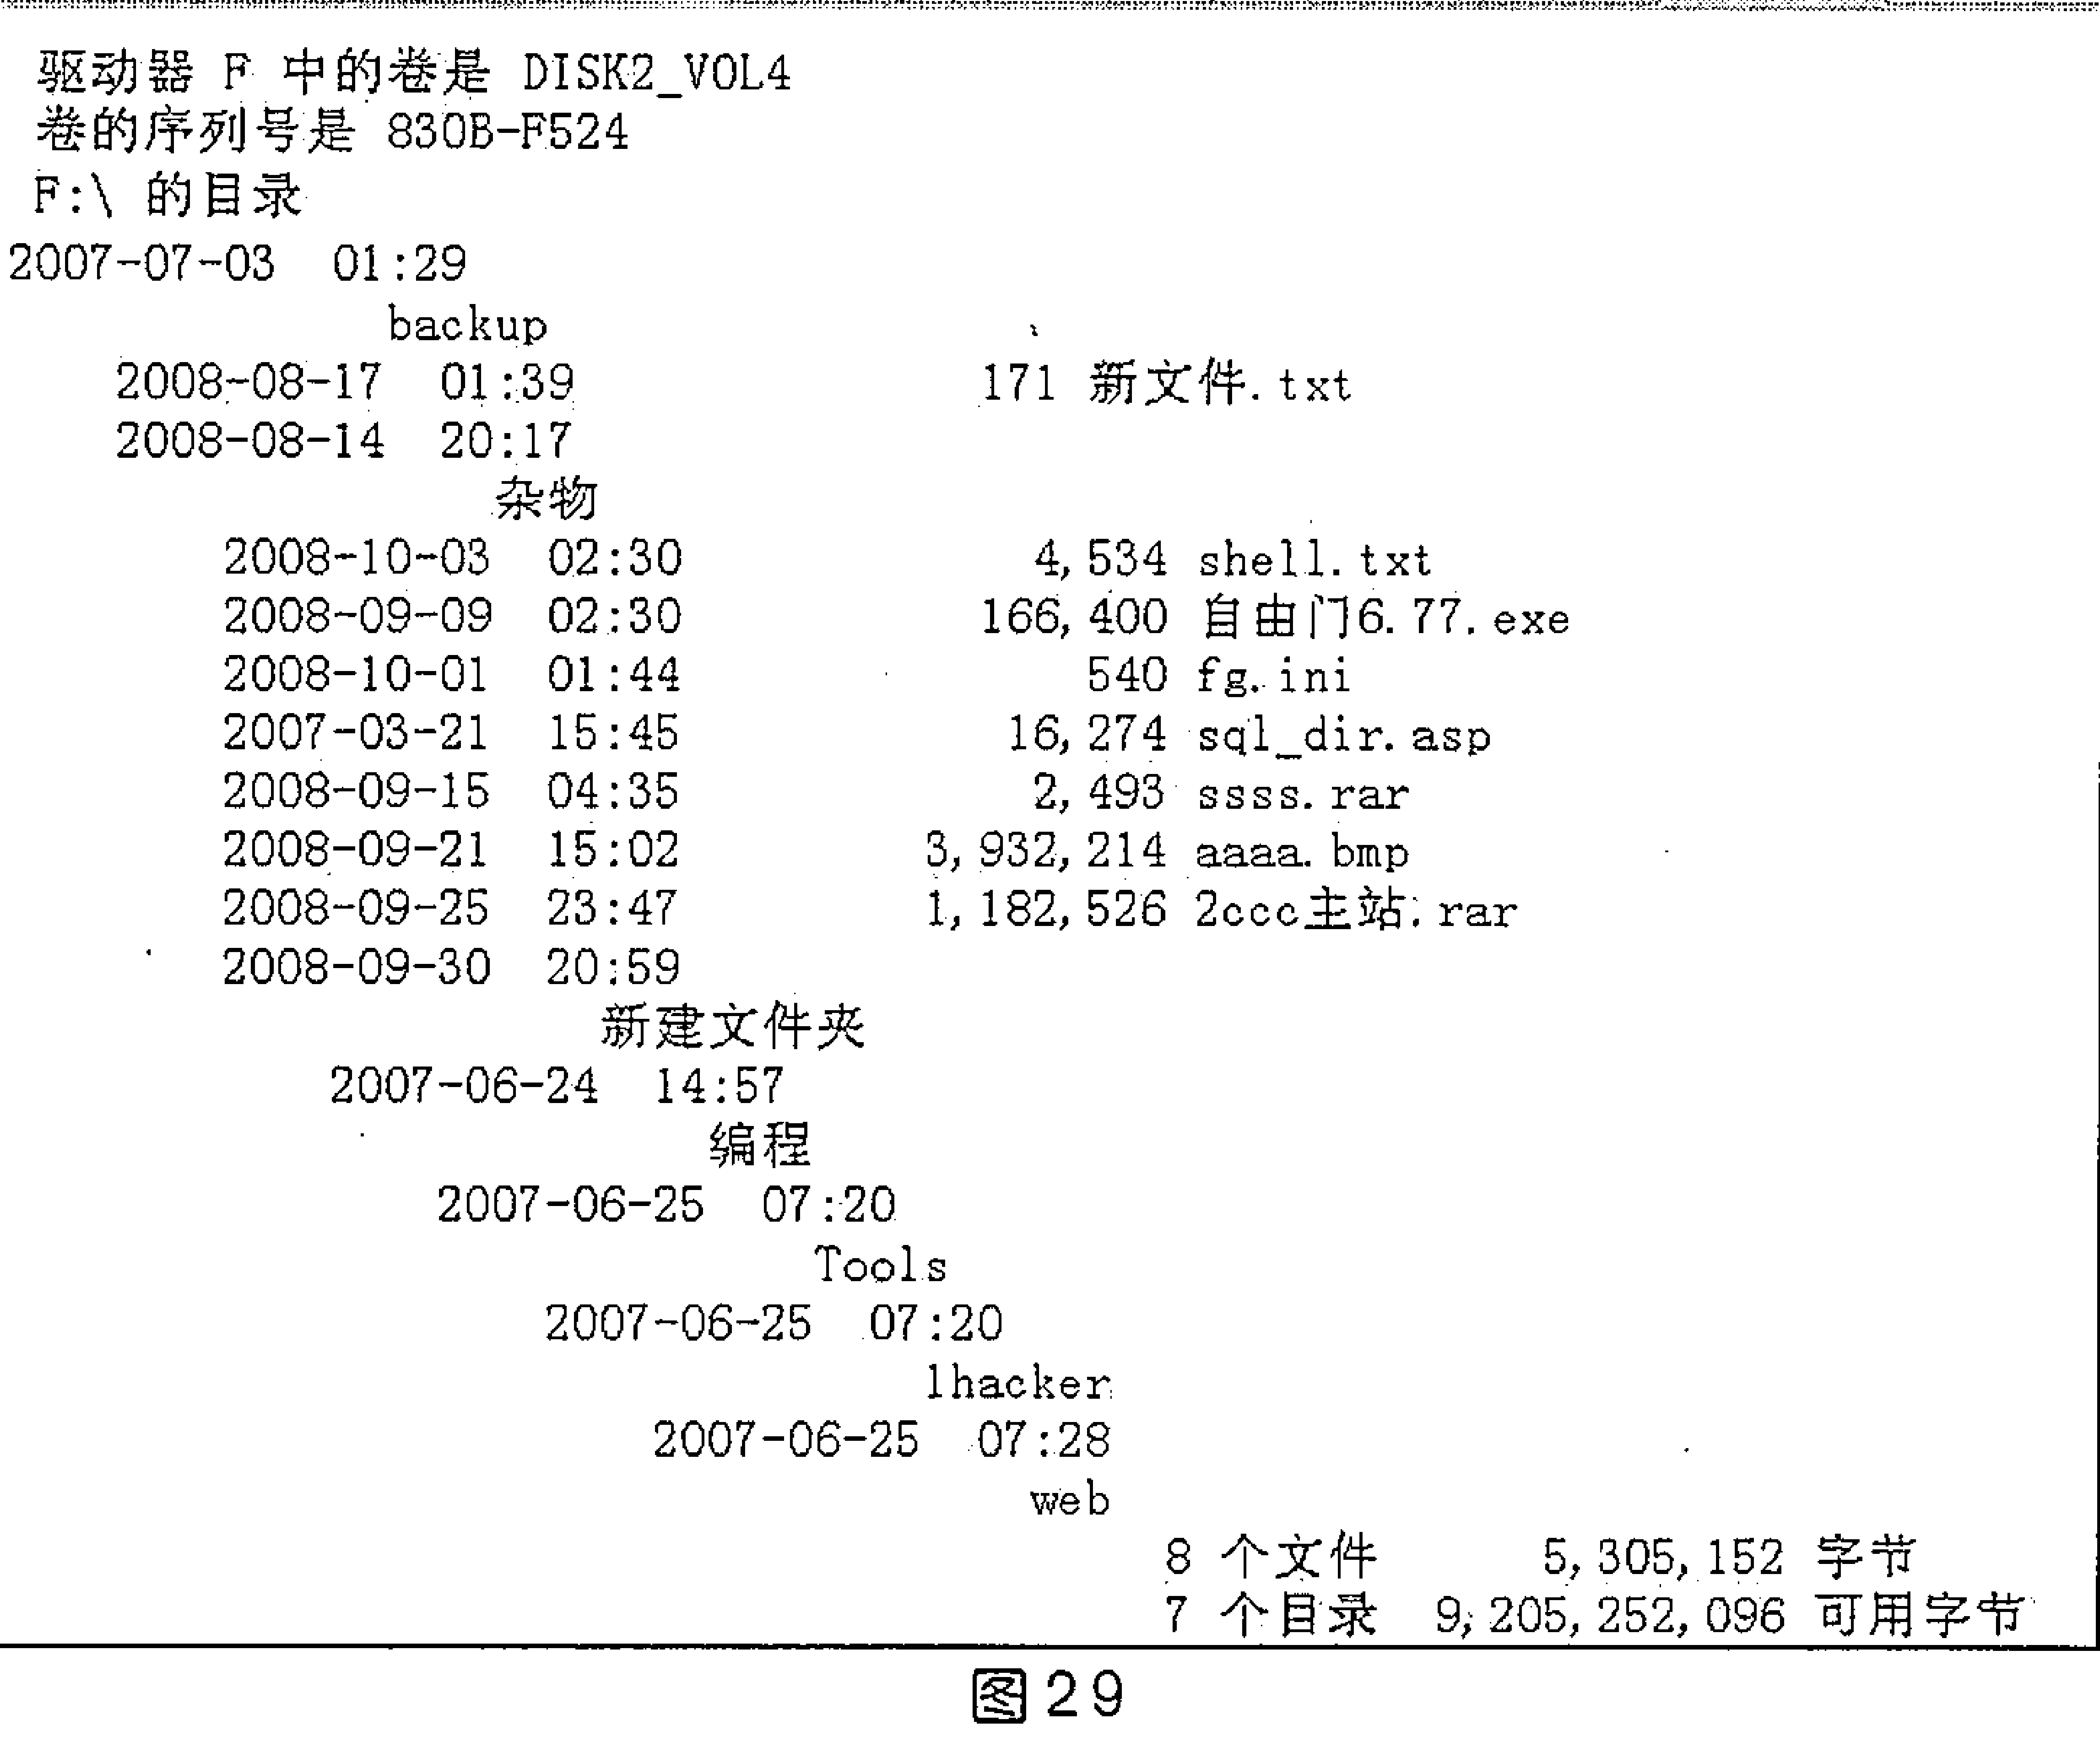 驱动器 F 中的卷是 DISK2_VOL4
卷的序列号是 830B-F524
F:\ 的目录
2007-07-03  01:29
backup
2008-08-17  01:39  171 新文件.txt
2008-08-14  20:17
杂物
2008-10-03  02:30  4,534 shell.txt
2008-09-09  02:30  166,400 自由门6.77.exe
2008-10-01  01:44  540 fg.ini
2007-03-21  15:45  16,274 sql_dir.asp
2008-09-15  04:35  2,493 ssss.rar
2008-09-21  15:02  3,932,214 aaaa.bmp
2008-09-25  23:47  1,182,526 2ccc主站.rar
2008-09-30  20:59
新建文件夹
2007-06-24  14:57
编程
2007-06-25  07:20
Tools
2007-06-25  07:20
lhacker
2007-06-25  07:28
web
8 个文件  5,305,152 字节
7 个目录  9,205,252,096 可用字节
图29